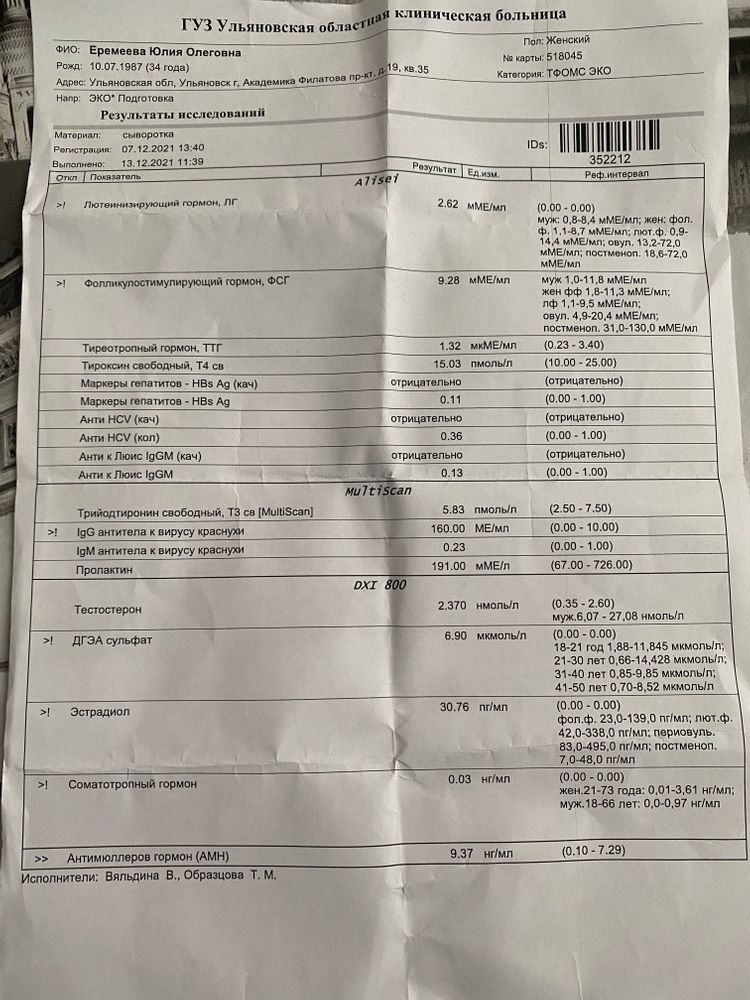 ГУЗ Ульяновская областная клиническая больница
ФИО: Еремеева Юлия Олеговна
Пол: Женский
Рожд: 10.07.1987 (34 года)
№ карты: 518045
Адрес: Ульяновская обл, Ульяновск г, Академика Филатова пр-кт, д.19, кв.35
Категория: ТФОМС ЭКО
Напр: ЭКО* Подготовка
Результаты исследований
Материал: сыворотка
Регистрация: 07.12.2021 13:40
IDs:
Выполнено: 13.12.2021 11:39
352212
Откл Показатель Результат Ед.изм. Реф.интервал
Alisei
>! Лютеинизирующий гормон, ЛГ 2.62 мМЕ/мл (0.00 - 0.00)
муж: 0,8-8,4 мМЕ/мл; жен: фол.
ф. 1,1-8,7 мМЕ/мл; лют.ф. 0,9-
14,4 мМЕ/мл; овул. 13,2-72,0
мМЕ/мл; постменоп. 18,6-72,0
мМЕ/мл
>! Фолликулостимулирующий гормон, ФСГ 9.28 мМЕ/мл муж 1,0-11,8 мМЕ/мл
жен фф 1,8-11,3 мМЕ/мл;
лф 1,1-9,5 мМЕ/мл;
овул. 4,9-20,4 мМЕ/мл;
постменоп. 31,0-130,0 мМЕ/мл
Тиреотропный гормон, ТТГ 1.32 мкМЕ/мл (0.23 - 3.40)
Тироксин свободный, Т4 св 15.03 пмоль/л (10.00 - 25.00)
Маркеры гепатитов - HBs Ag (кач) отрицательно (отрицательно)
Маркеры гепатитов - HBs Ag 0.11 (0.00 - 1.00)
Анти HCV (кач) отрицательно (отрицательно)
Анти HCV (кол) 0.36 (0.00 - 1.00)
Анти к Люис IgGM (кач) отрицательно (отрицательно)
Анти к Люис IgGM 0.13 (0.00 - 1.00)
MultiScan
Трийодтиронин свободный, Т3 св [MultiScan] 5.83 пмоль/л (2.50 - 7.50)
>! IgG антитела к вирусу краснухи 160.00 МЕ/мл (0.00 - 10.00)
IgM антитела к вирусу краснухи 0.23 (0.00 - 1.00)
Пролактин 191.00 мМЕ/л (67.00 - 726.00)
DXI 800
Тестостерон 2.370 нмоль/л (0.35 - 2.60)
муж.6,07 - 27,08 нмоль/л
>! ДГЭА сульфат 6.90 мкмоль/л (0.00 - 0.00)
18-21 год 1,88-11,845 мкмоль/л;
21-30 лет 0,66-14,428 мкмоль/л;
31-40 лет 0,85-9,85 мкмоль/л;
41-50 лет 0,70-8,52 мкмоль/л
>! Эстрадиол 30.76 пг/мл (0.00 - 0.00)
фол.ф. 23,0-139,0 пг/мл; лют.ф.
42,0-338,0 пг/мл; периовуль.
83,0-495,0 пг/мл; постменоп.
7,0-48,0 пг/мл
>! Соматотропный гормон 0.03 нг/мл (0.00 - 0.00)
жен.21-73 года: 0,01-3,61 нг/мл;
муж.18-66 лет: 0,0-0,97 нг/мл
>> Антимюллеров гормон (АМН) 9.37 нг/мл (0.10 - 7.29)
Исполнители: Вяльдина В., Образцова Т. М.